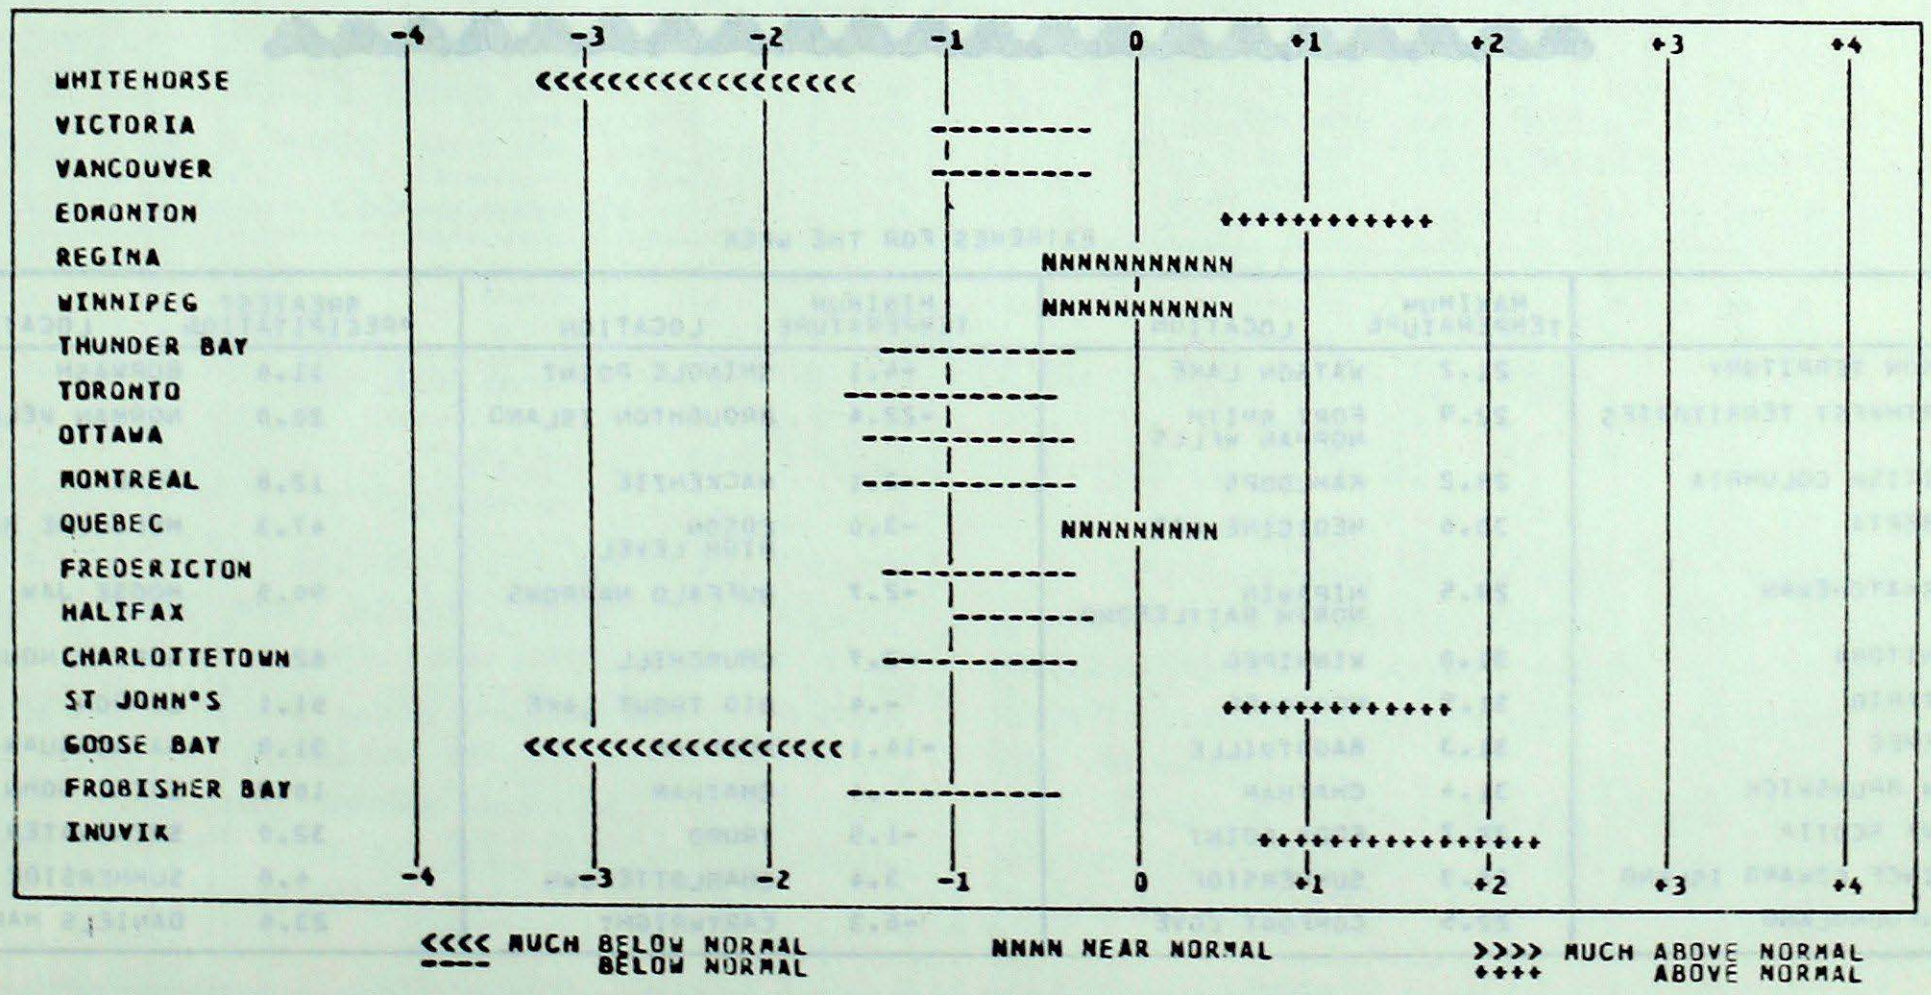 -4 -3 -2 -1 0 +1 +2 +3 +4
WHITEHORSE <<<<<<<<<<<<<<<<<<
VICTORIA ---------
VANCOUVER ---------
EDMONTON ++++++++++++
REGINA NNNNNNNNNNN
WINNIPEG NNNNNNNNNNN
THUNDER BAY -----------
TORONTO ------------
OTTAWA ------------
MONTREAL ------------
QUEBEC NNNNNNNNN
FREDERICTON -----------
HALIFAX --------
CHARLOTTETOWN -----------
ST JOHN'S +++++++++++++
GOOSE BAY <<<<<<<<<<<<<<<<<<
FROBISHER BAY ------------
INUVIK ++++++++++++++++
-4 -3 -2 -1 0 +1 +2 +3 +4
<<<< MUCH BELOW NORMAL NNNN NEAR NORMAL >>>> MUCH ABOVE NORMAL
---- BELOW NORMAL ++++ ABOVE NORMAL